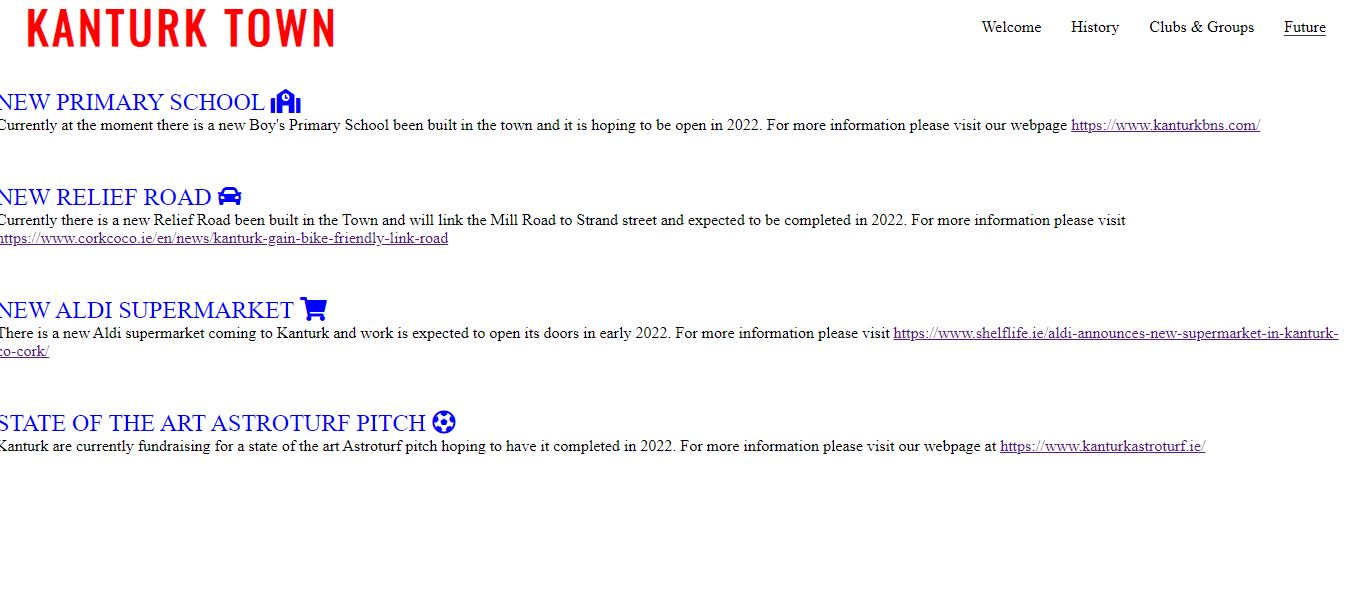 KANTURK TOWN
Welcome History Clubs & Groups Future
NEW PRIMARY SCHOOL
Currently at the moment there is a new Boy's Primary School been built in the town and it is hoping to be open in 2022. For more information please visit our webpage https://www.kanturkbns.com/
NEW RELIEF ROAD
Currently there is a new Relief Road been built in the Town and will link the Mill Road to Strand street and expected to be completed in 2022. For more information please visit
https://www.corkcoco.ie/en/news/kanturk-gain-bike-friendly-link-road
NEW ALDI SUPERMARKET
There is a new Aldi supermarket coming to Kanturk and work is expected to open its doors in early 2022. For more information please visit https://www.shelflife.ie/aldi-announces-new-supermarket-in-kanturk-
co-cork/
STATE OF THE ART ASTROTURF PITCH
Kanturk are currently fundraising for a state of the art Astroturf pitch hoping to have it completed in 2022. For more information please visit our webpage at https://www.kanturkastroturf.ie/